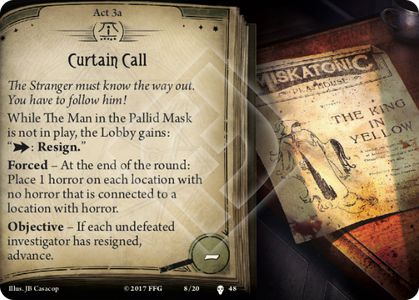 Act 3a
Curtain Call
The Stranger must know the way out.
You have to follow him!
While The Man in the Pallid Mask
is not in play, the Lobby gains:
“➧: Resign.”
Forced – At the end of the round:
Place 1 horror on each location with
no horror that is connected to a
location with horror.
Objective – If each undefeated
investigator has resigned,
advance.
–
Illus. JB Casacop
© 2017 FFG
8/20
48
MISKATONIC
PLAYHOUSE
THE KING
IN
YELLOW